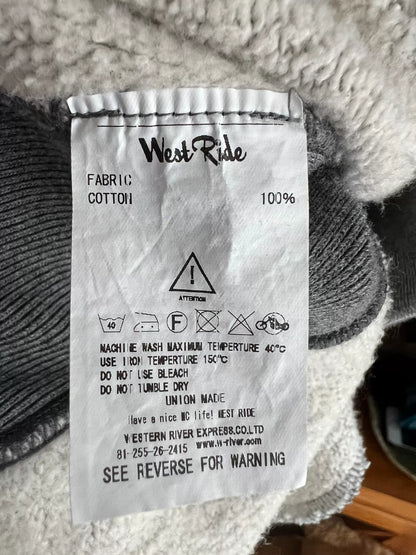 West Ride
FABRIC
COTTON 100%
!
ATTENTION
40 F
MACHINE WASH MAXIMUM TEMPERTURE 40°C
USE IRON TEMPERTURE 150°C
DO NOT USE BLEACH
DO NOT TUMBLE DRY
UNION MADE
Have a nice MC life! WEST RIDE
WESTERN RIVER EXPRESS.CO.LTD
81-255-26-2415 www.w-river.com
SEE REVERSE FOR WARNING